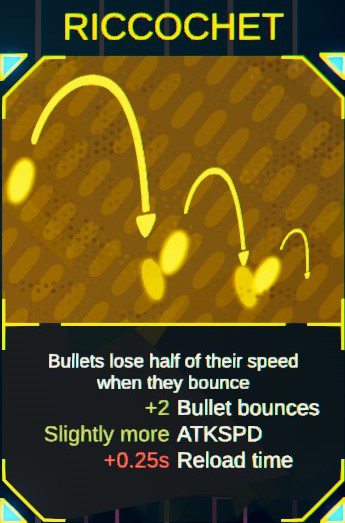 RICCOCHET
Bullets lose half of their speed
when they bounce
+2 Bullet bounces
Slightly more ATKSPD
+0.25s Reload time